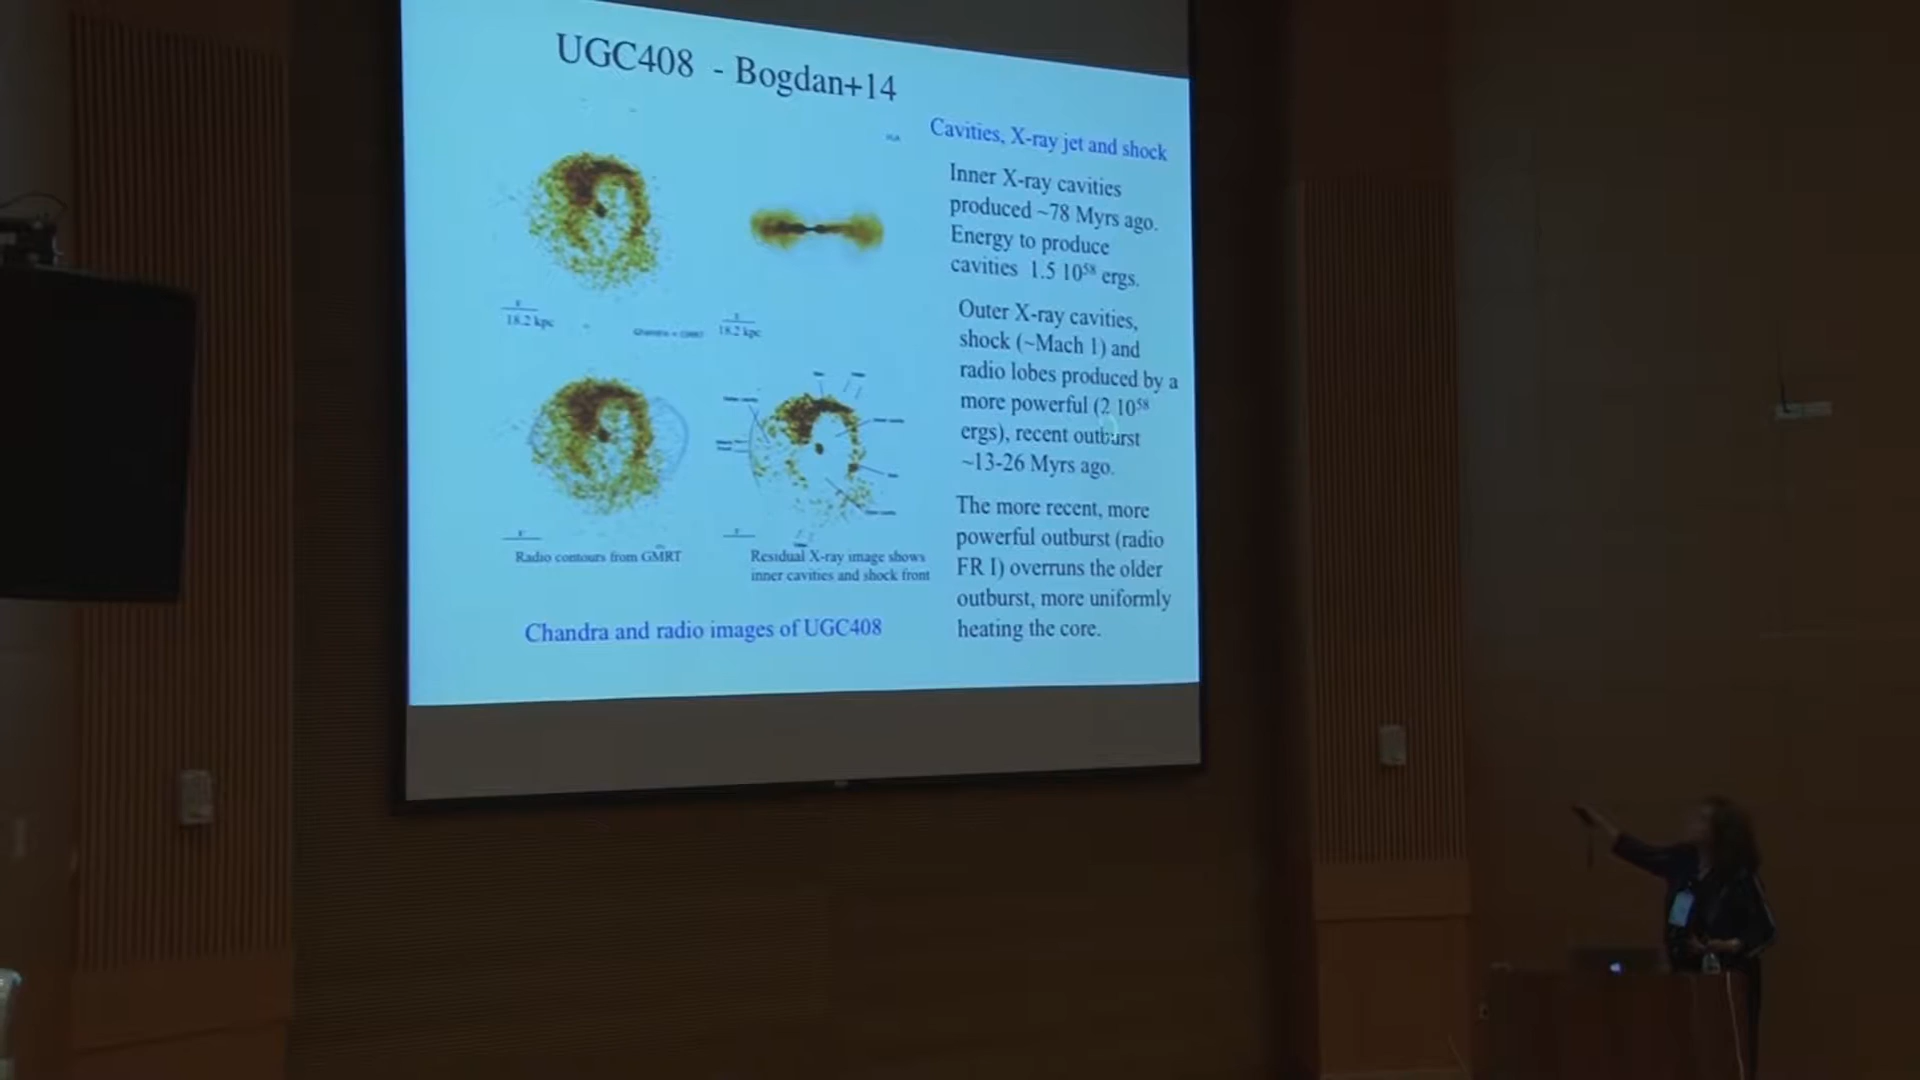 UGC408 - Bogdan+14
Cavities, X-ray jet and shock
Inner X-ray cavities
produced ~78 Myrs ago.
Energy to produce
cavities 1.5 10⁵⁸ ergs.
Outer X-ray cavities,
shock (~Mach 1) and
radio lobes produced by a
more powerful (2 10⁵⁸
ergs), recent outburst
~13-26 Myrs ago.
The more recent, more
powerful outburst (radio
FR I) overruns the older
outburst, more uniformly
heating the core.
18.2 kpc
18.2 kpc
Radio contours from GMRT
Residual X-ray image shows
inner cavities and shock front
Chandra and radio images of UGC408